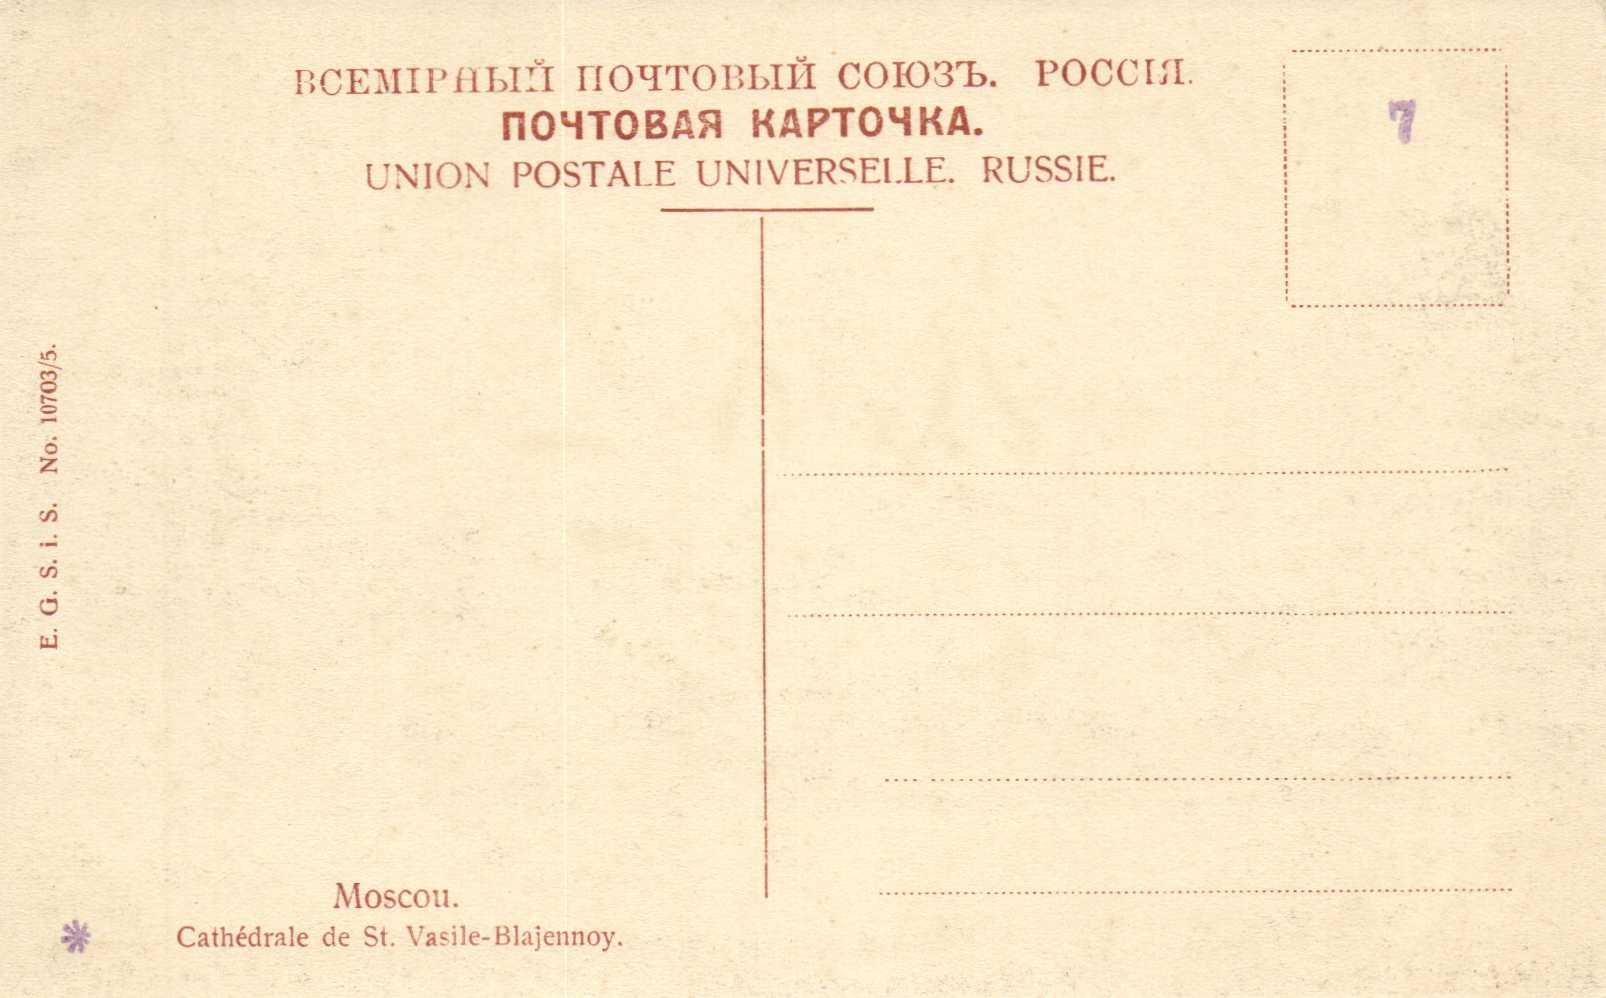 ВСЕМІРНЫЙ ПОЧТОВЫЙ СОЮЗЪ. РОССІЯ.
ПОЧТОВАЯ КАРТОЧКА.
UNION POSTALE UNIVERSELLE. RUSSIE.
7
E. G. S. i. S. No. 10703/5.
Moscou.
Cathédrale de St. Vasile-Blajennoy.